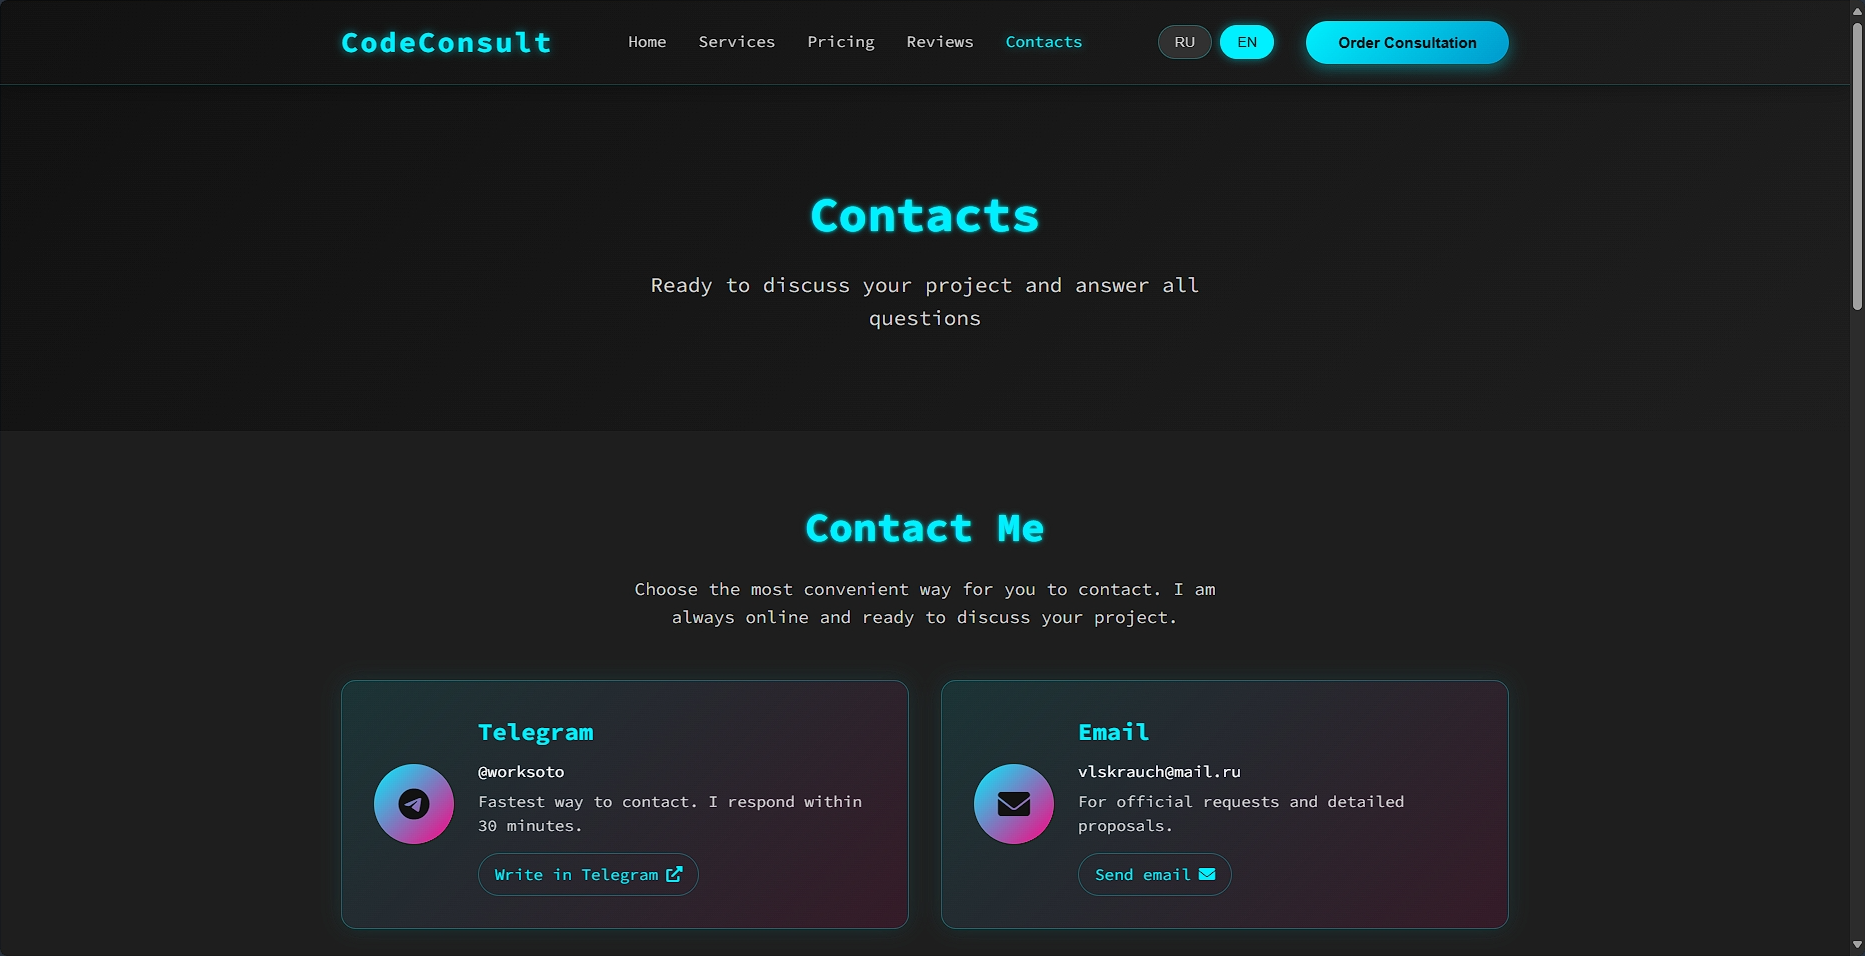 CodeConsult
Home
Services
Pricing
Reviews
Contacts
RU
EN
Order Consultation
Contacts
Ready to discuss your project and answer all
questions
Contact Me
Choose the most convenient way for you to contact. I am
always online and ready to discuss your project.
Telegram
@worksoto
Fastest way to contact. I respond within
30 minutes.
Write in Telegram
Email
vlskrauch@mail.ru
For official requests and detailed
proposals.
Send email